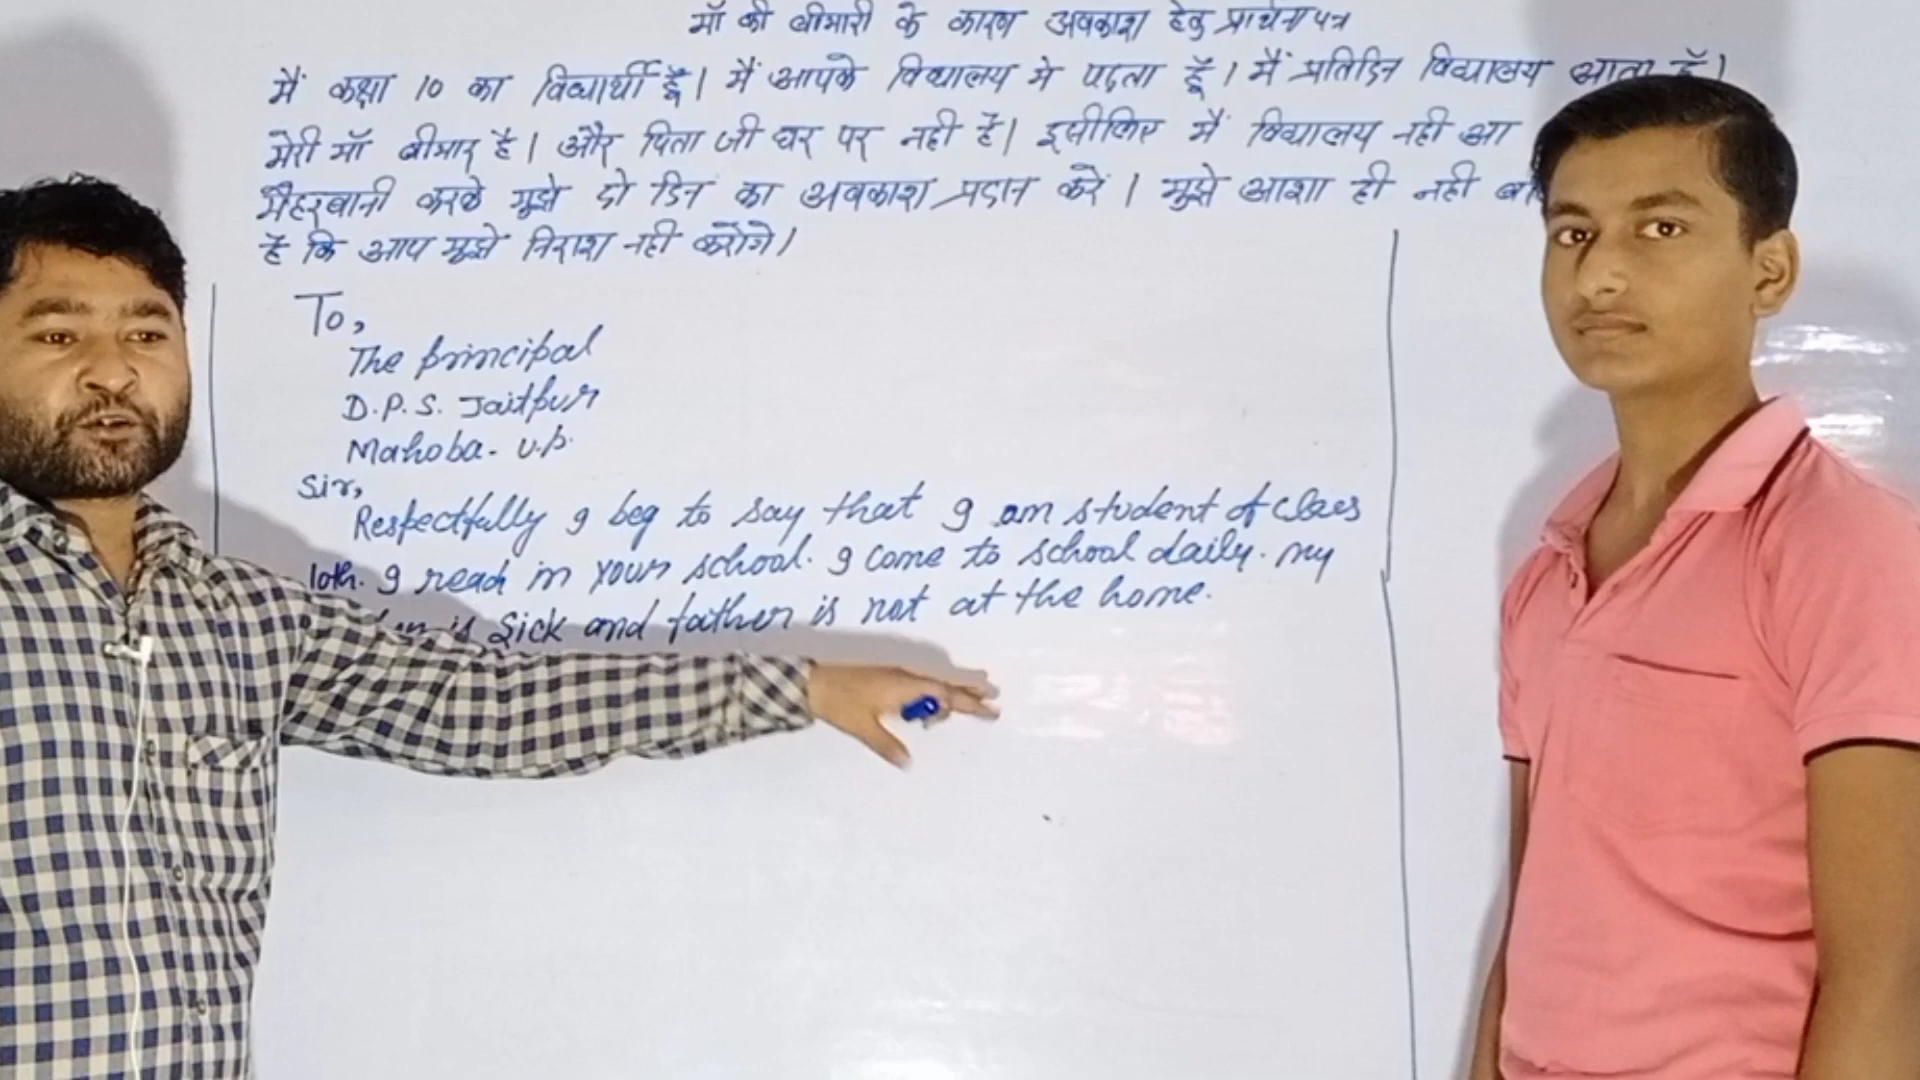 माँ की बीमारी के कारण अवकाश हेतु प्रार्थना पत्र
मैं कक्षा 10 का विद्यार्थी हूँ। मैं आपके विद्यालय मे पढ़ता हूँ। मैं प्रतिदिन विद्यालय आता हूँ।
मेरी माँ बीमार है। और पिता जी घर पर नही है। इसीलिए मैं विद्यालय नही आ
मैहरबानी करके मुझे दो दिन का अवकाश प्रदान करें। मुझे आशा ही नही
है कि आप मुझे निराश नही करोगे।
To,
The principal
D.P.S. Jaitpur
Mahoba. U.p.
Sir,
Respectfully I beg to say that I am student of class
10th. I read in your school. I come to school daily. my
is sick and father is not at the home.